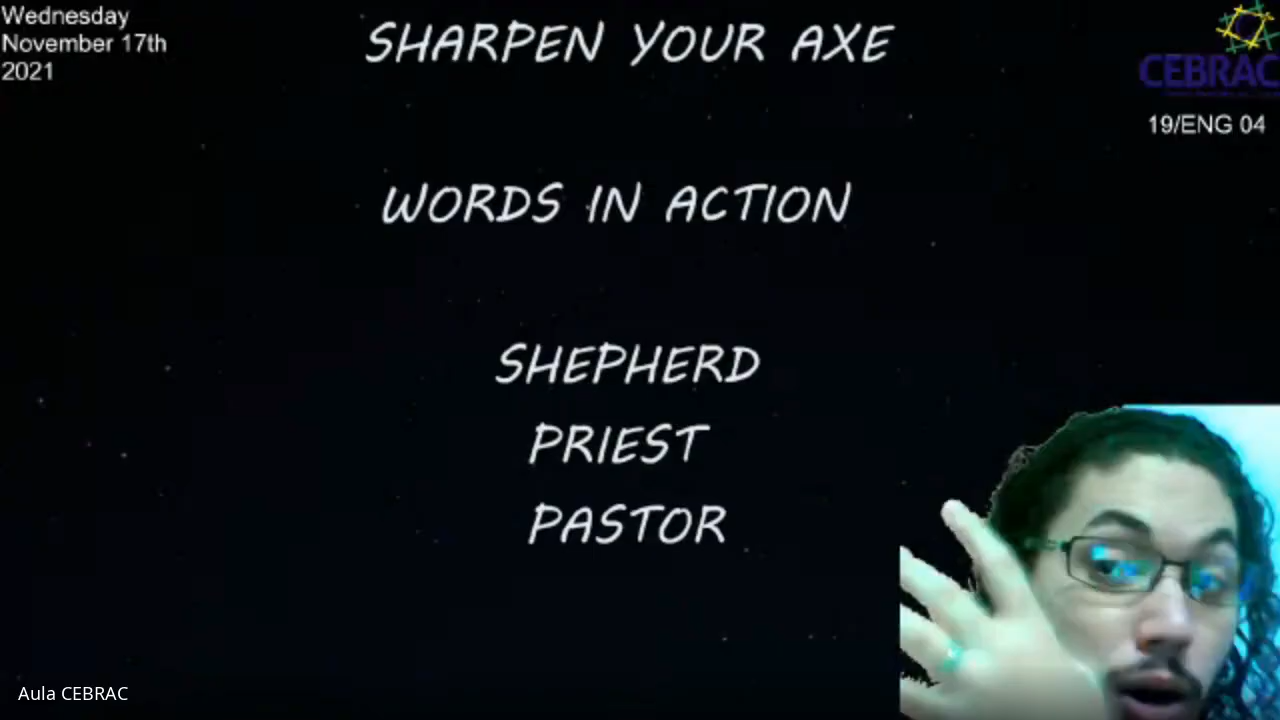 Wednesday
November 17th
2021
SHARPEN YOUR AXE
CEBRAC
19/ENG 04
WORDS IN ACTION
SHEPHERD
PRIEST
PASTOR
Aula CEBRAC